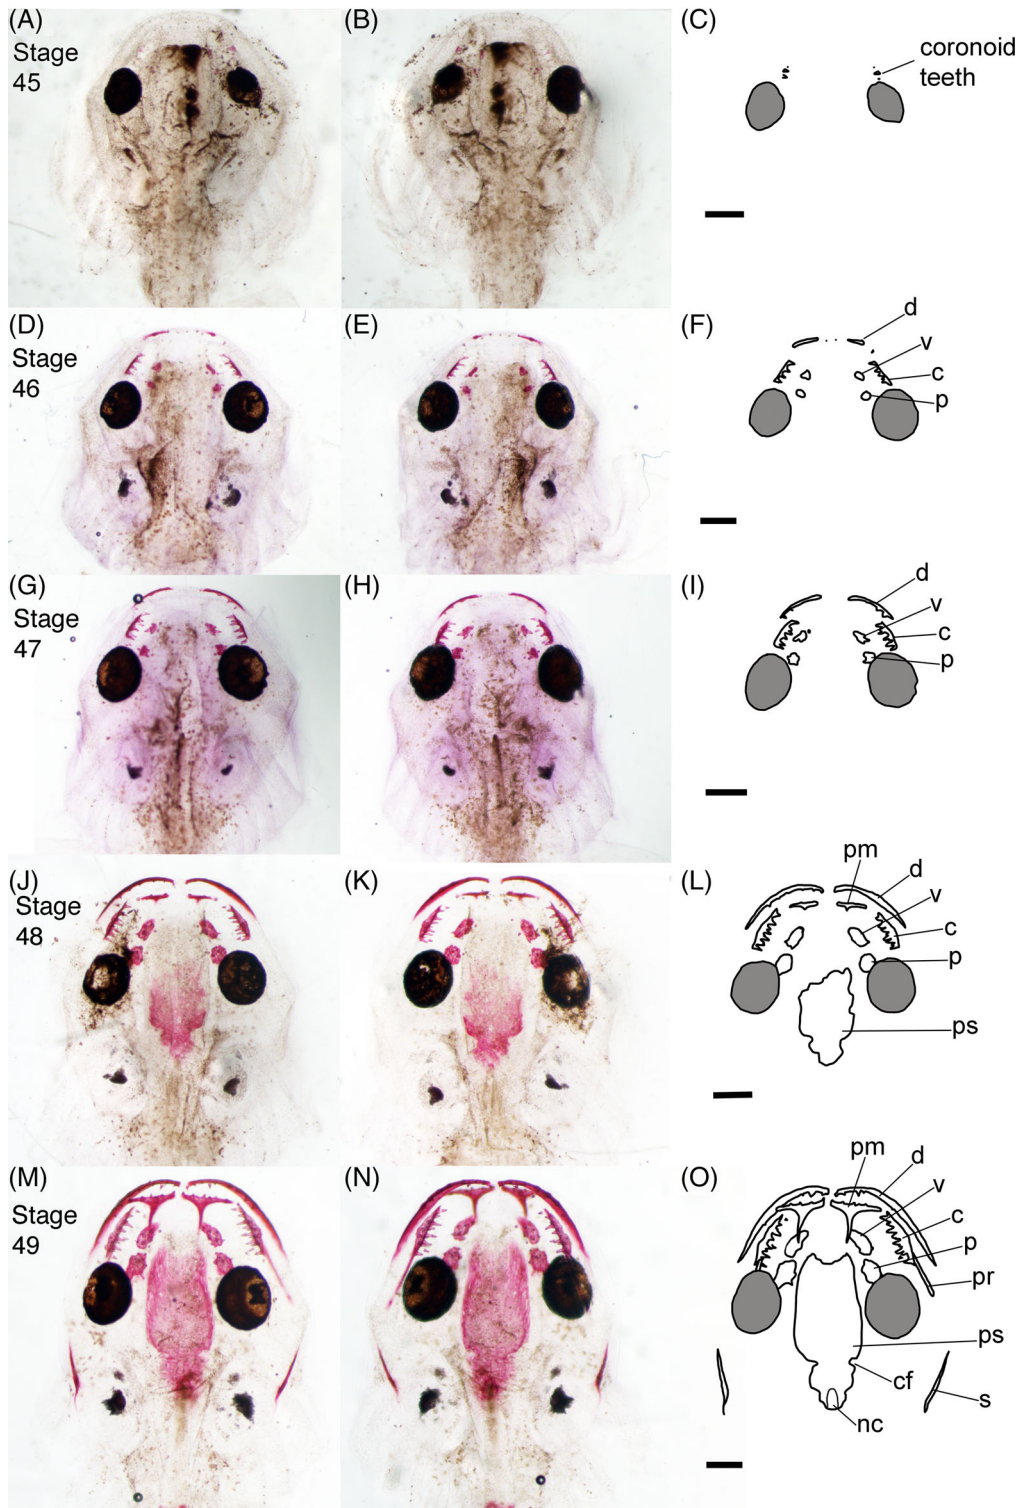 (A)
Stage
45
(B)
(C)
coronoid
teeth
(D)
Stage
46
(E)
(F)
d
v
c
p
(G)
Stage
47
(H)
(I)
d
v
c
p
(J)
Stage
48
(K)
(L)
pm
d
v
c
p
ps
(M)
Stage
49
(N)
(O)
pm
d
v
c
p
pr
ps
cf
s
nc